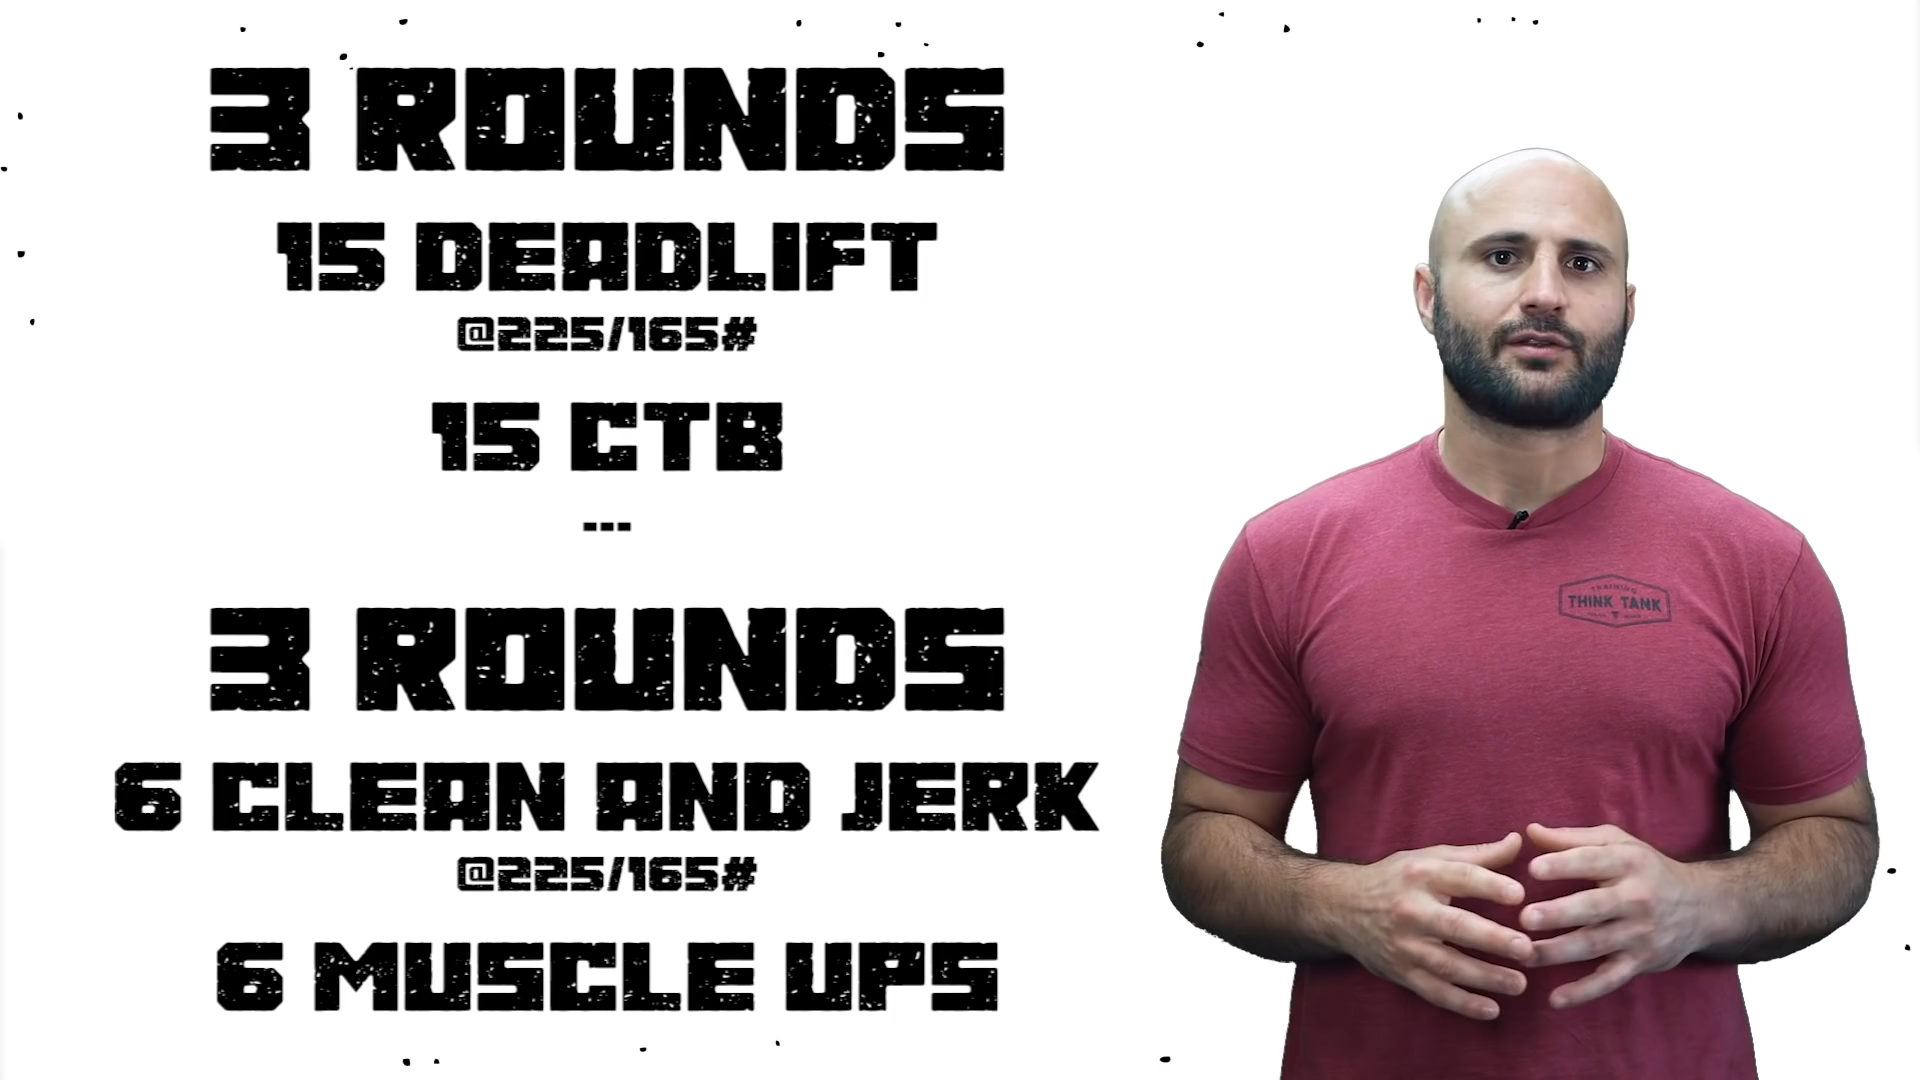 3 ROUNDS
15 DEADLIFT
@225/165#
15 CTB
...
3 ROUNDS
6 CLEAN AND JERK
@225/165#
6 MUSCLE UPS
TRAINING
THINK TANK